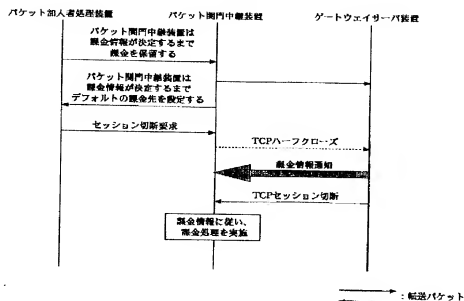 パケット加入者処理装置
パケット関門中継装置
ゲートウェイサーバ装置
パケット関門中継装置は
課金情報が決定するまで
課金を保留する
パケット関門中継装置は
課金情報が決定するまで
デフォルトの課金先を設定する
セッション切断要求
TCPハーフクローズ
課金情報通知
TCPセッション切断
課金情報に従い、
課金処理を実施
：転送パケット